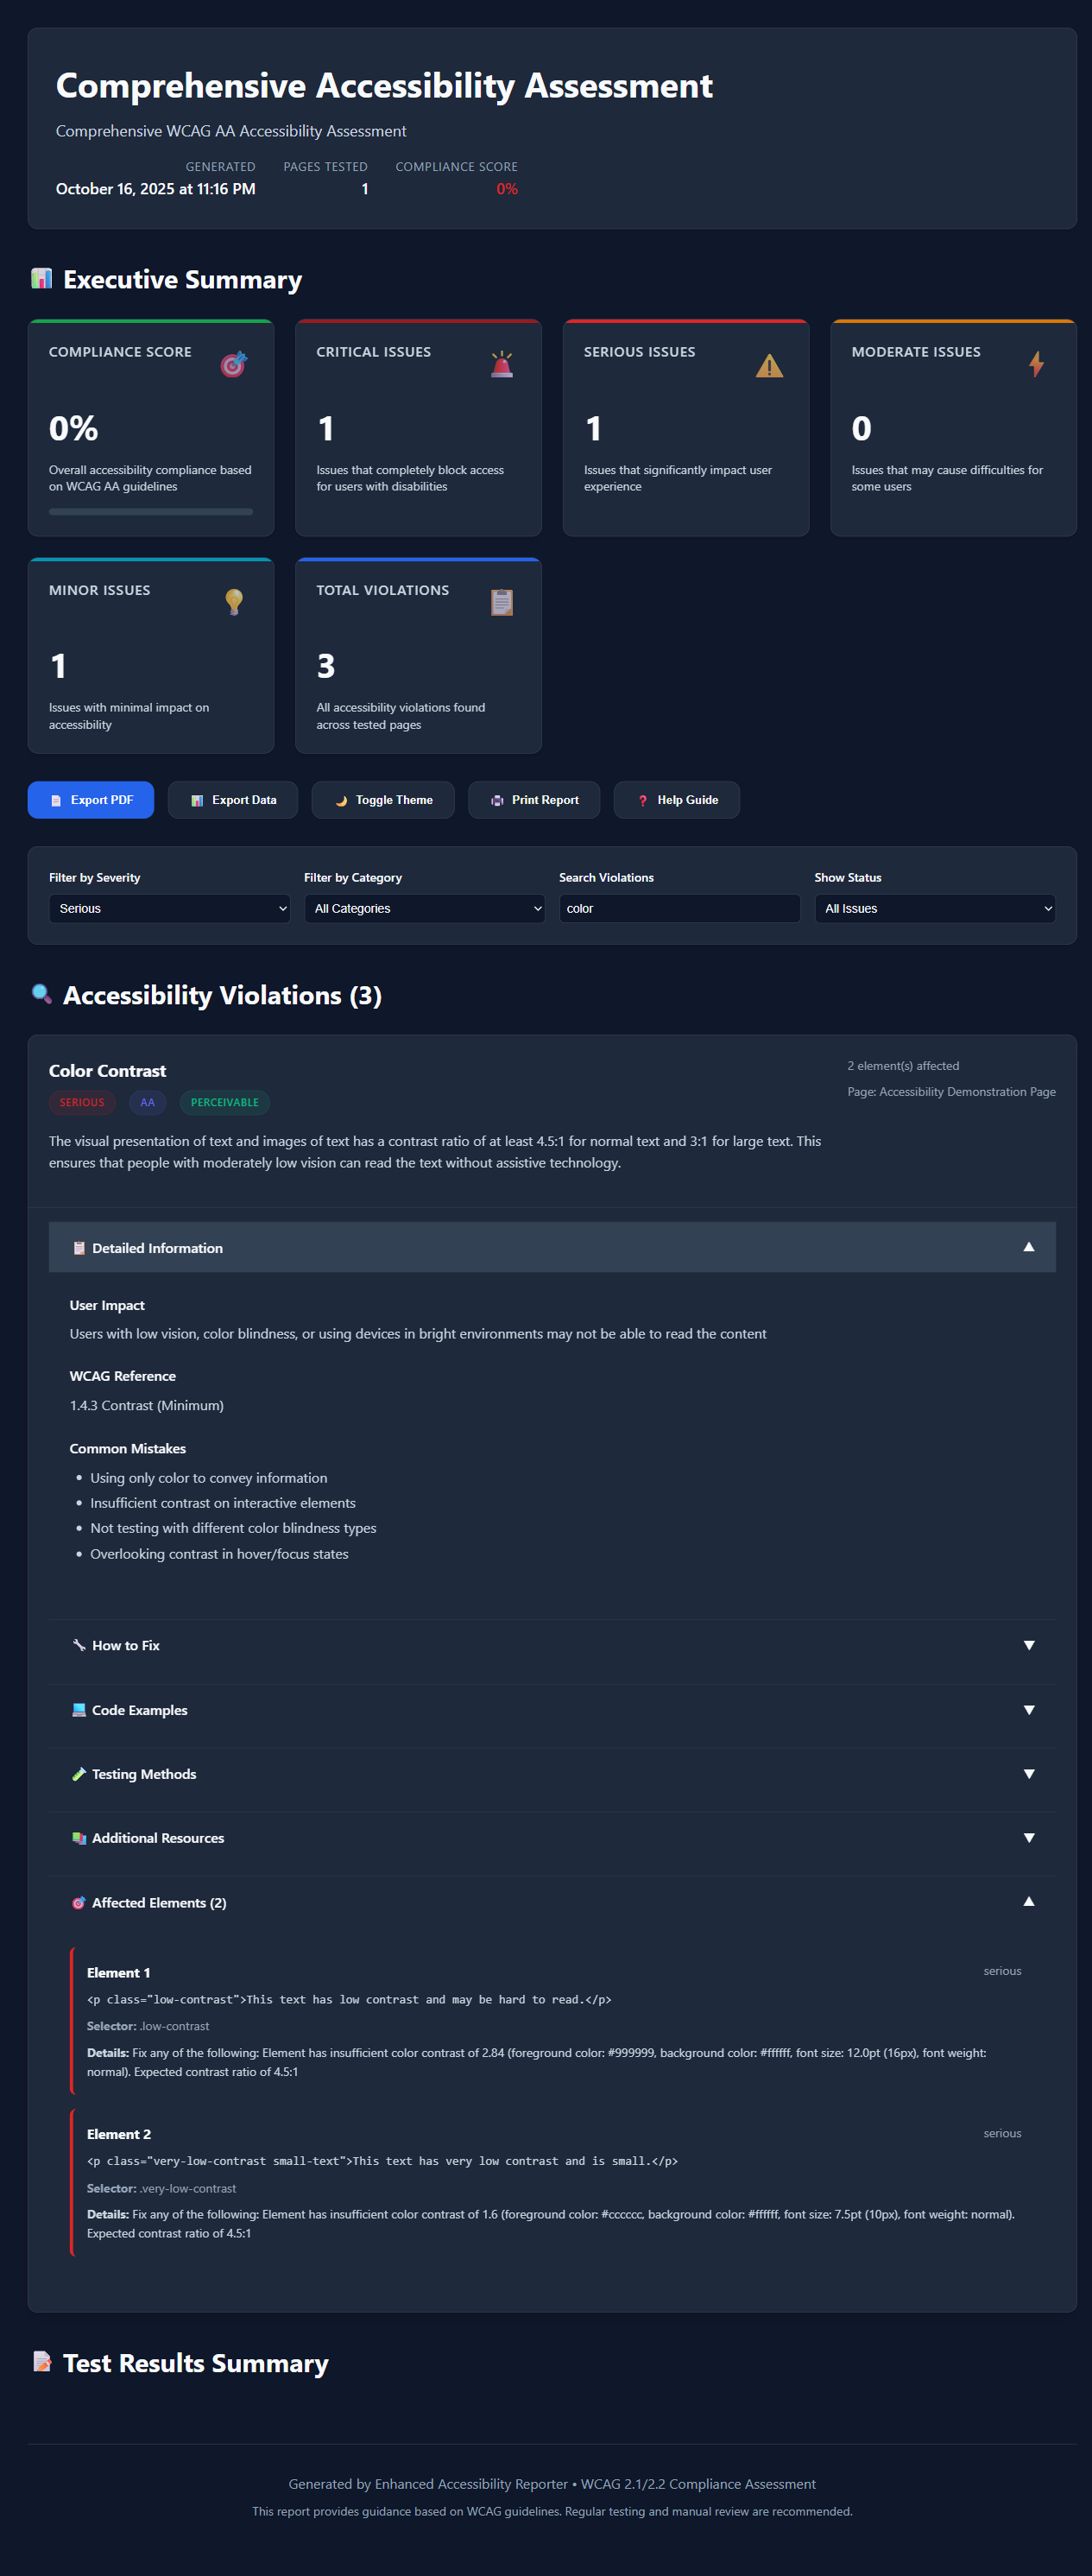 Comprehensive Accessibility Assessment
Comprehensive WCAG AA Accessibility Assessment
GENERATED
October 16, 2025 at 11:16 PM
PAGES TESTED
1
COMPLIANCE SCORE
0%
Executive Summary
COMPLIANCE SCORE
0%
Overall accessibility compliance based
on WCAG AA guidelines
CRITICAL ISSUES
1
Issues that completely block access
for users with disabilities
SERIOUS ISSUES
1
Issues that significantly impact user
experience
MODERATE ISSUES
0
Issues that may cause difficulties for
some users
MINOR ISSUES
1
Issues with minimal impact on
accessibility
TOTAL VIOLATIONS
3
All accessibility violations found
across tested pages
Export PDF
Export Data
Toggle Theme
Print Report
Help Guide
Filter by Severity
Serious
Filter by Category
All Categories
Search Violations
color
Show Status
All Issues
Accessibility Violations (3)
Color Contrast
SERIOUS
AA
PERCEIVABLE
The visual presentation of text and images of text has a contrast ratio of at least 4.5:1 for normal text and 3:1 for large text. This
ensures that people with moderately low vision can read the text without assistive technology.
2 element(s) affected
Page: Accessibility Demonstration Page
Detailed Information
User Impact
Users with low vision, color blindness, or using devices in bright environments may not be able to read the content
WCAG Reference
1.4.3 Contrast (Minimum)
Common Mistakes
• Using only color to convey information
• Insufficient contrast on interactive elements
• Not testing with different color blindness types
• Overlooking contrast in hover/focus states
How to Fix
Code Examples
Testing Methods
Additional Resources
Affected Elements (2)
Element 1
serious
<p class="low-contrast">This text has low contrast and may be hard to read.</p>
Selector: .low-contrast
Details: Fix any of the following: Element has insufficient color contrast of 2.84 (foreground color: #999999, background color: #ffffff, font size: 12.0pt (16px), font weight:
normal). Expected contrast ratio of 4.5:1
Element 2
serious
<p class="very-low-contrast small-text">This text has very low contrast and is small.</p>
Selector: .very-low-contrast
Details: Fix any of the following: Element has insufficient color contrast of 1.6 (foreground color: #cccccc, background color: #ffffff, font size: 7.5pt (10px), font weight: normal).
Expected contrast ratio of 4.5:1
Test Results Summary
Generated by Enhanced Accessibility Reporter • WCAG 2.1/2.2 Compliance Assessment
This report provides guidance based on WCAG guidelines. Regular testing and manual review are recommended.